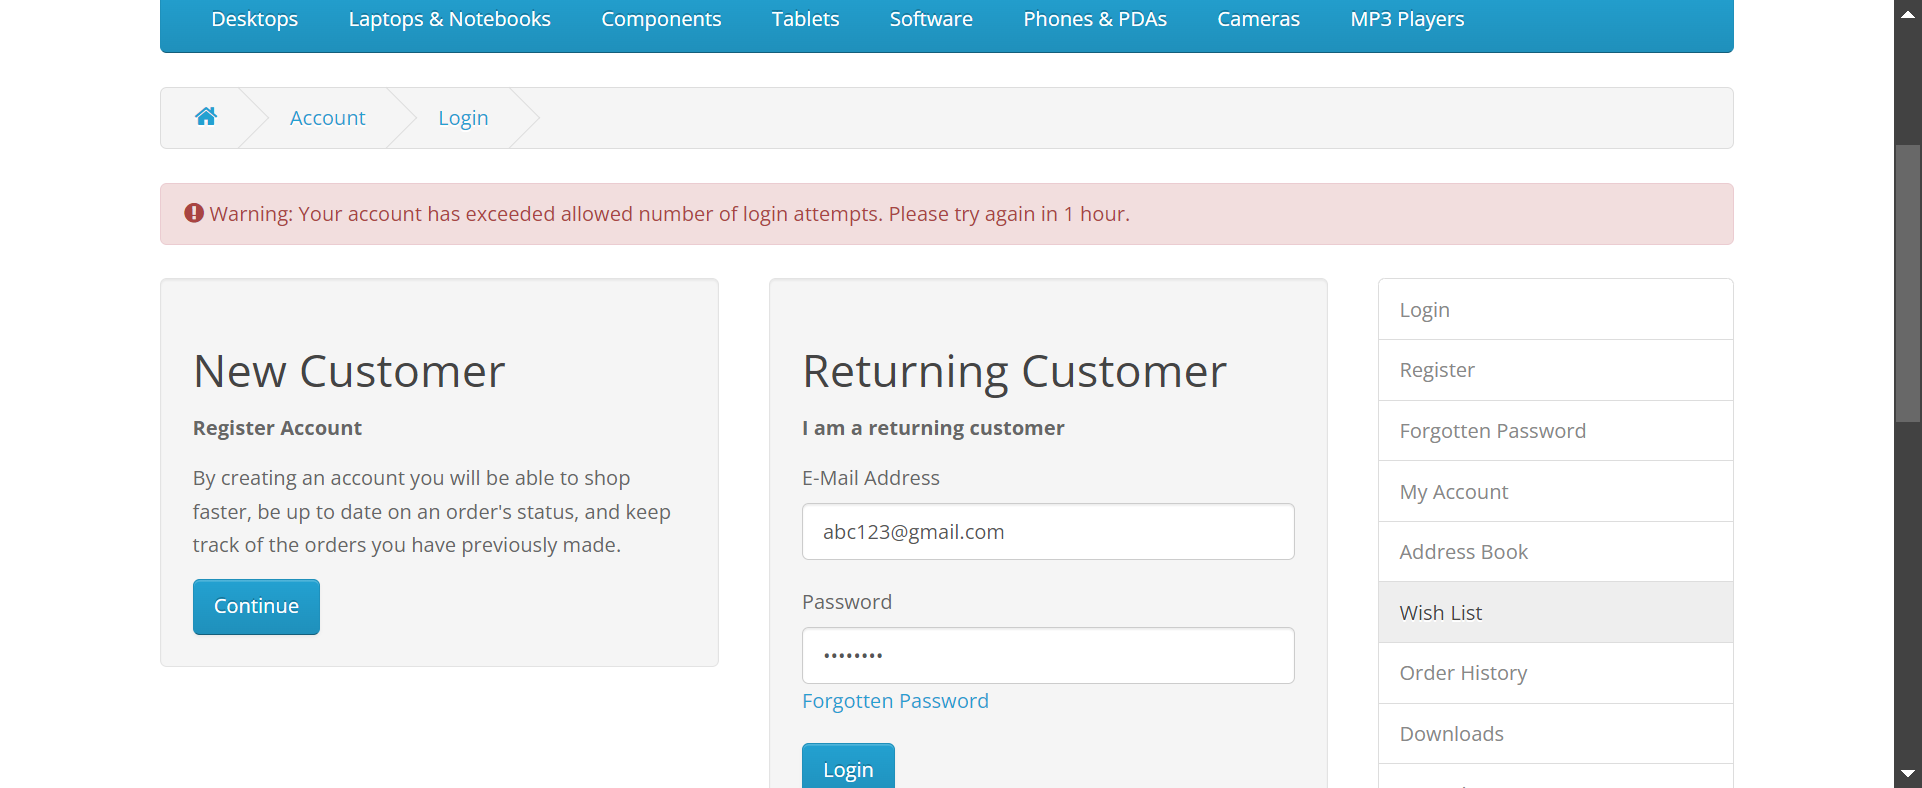 Desktops Laptops & Notebooks Components Tablets Software Phones & PDAs Cameras MP3 Players
Account Login
Warning: Your account has exceeded allowed number of login attempts. Please try again in 1 hour.
New Customer
Register Account
By creating an account you will be able to shop
faster, be up to date on an order's status, and keep
track of the orders you have previously made.
Continue
Returning Customer
I am a returning customer
E-Mail Address
abc123@gmail.com
Password
••••••••
Forgotten Password
Login
Login
Register
Forgotten Password
My Account
Address Book
Wish List
Order History
Downloads